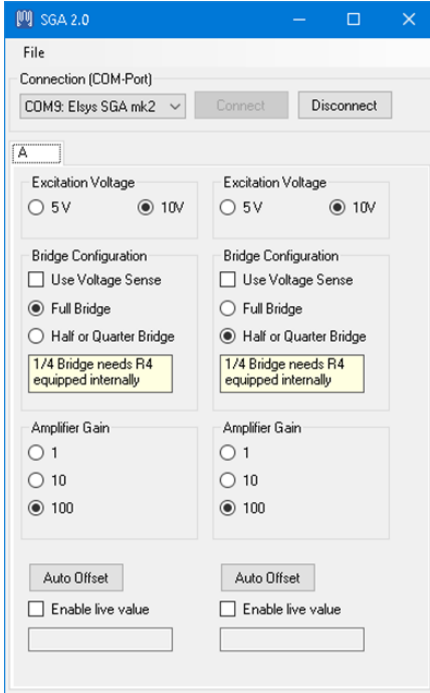 SGA 2.0
File
Connection (COM-Port)
COM9: Elsys SGA mk2 Connect Disconnect
A
Excitation Voltage
5 V 10V
Bridge Configuration
Use Voltage Sense
Full Bridge
Half or Quarter Bridge
1/4 Bridge needs R4
equipped internally
Amplifier Gain
1
10
100
Auto Offset
Enable live value
Excitation Voltage
5 V 10V
Bridge Configuration
Use Voltage Sense
Full Bridge
Half or Quarter Bridge
1/4 Bridge needs R4
equipped internally
Amplifier Gain
1
10
100
Auto Offset
Enable live value